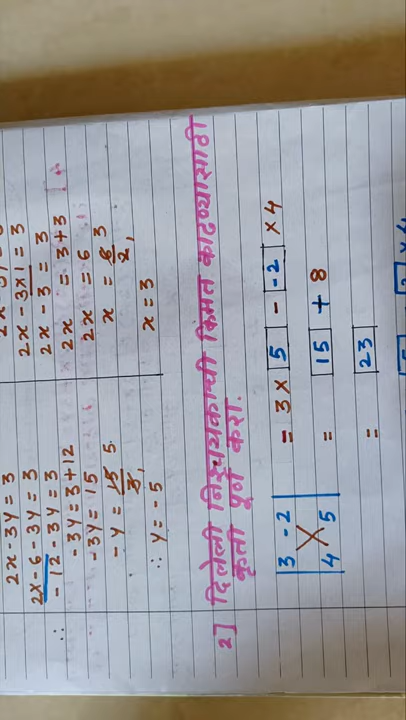 2x - 3y = 3
2x - 6 - 3y = 3
- 12 - 3y = 3
∴ - 3y = 3 + 12
- 3y = 15
- y = 15/3 5
∴ y = - 5
2x - 3x1 = 3
2x - 3 = 3
2x = 3 + 3
2x = 6
x = 6/2 3
x = 3
2] दिलेली निश्चयकाची किंमत काढण्यासाठी
कृती पूर्ण करा.
|3 -2| = 3 x 5 - -2 x 4
|4 5| = 15 + 8
= 23